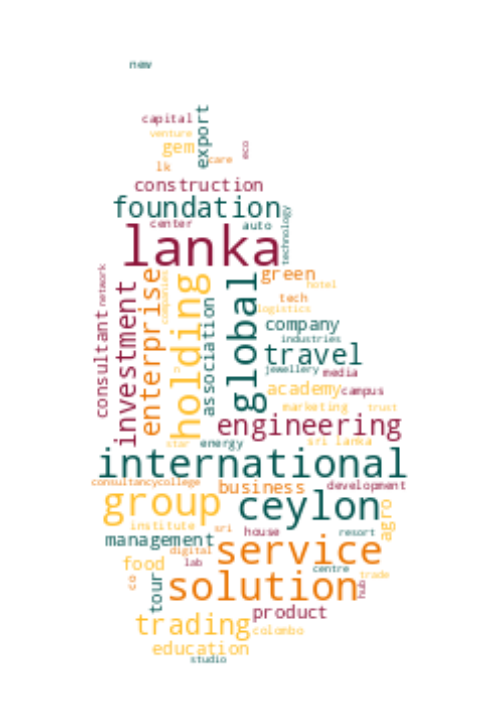 new
capital
export
venture
gem
eco
care
lk
construction
foundation
center
auto
technology
lanka
network
green
companies
hotel
enterprise
holding
investment
association
global
tech
logistics
consultant
company
industries
travel
jewellery
media
academy
campus
marketing
trust
engineering
star
energy
sri lanka
international
consultancy
college
business
development
group
ceylon
agro
institute
sri
house
resort
management
digital
service
food
lab
centre
trade
co
tour
solution
hub
product
trading
colombo
education
studio